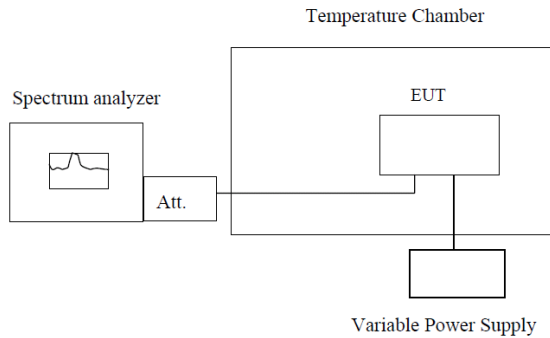 Temperature Chamber
Spectrum analyzer
EUT
Att.
Variable Power Supply